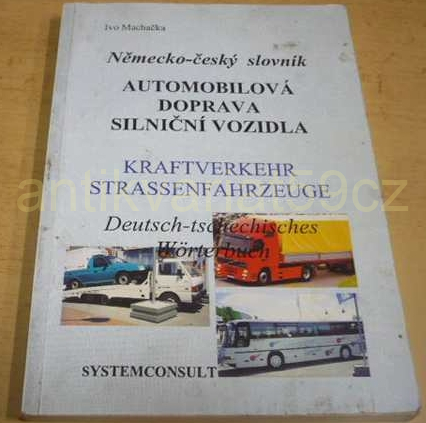 Ivo Machačka
Německo-český slovník
AUTOMOBILOVÁ
DOPRAVA
SILNIČNÍ VOZIDLA
KRAFTVERKEHR
STRASSENFAHRZEUGE
antikvariat59cz
Deutsch-tschechisches
Wörterbuch
SYSTEMCONSULT